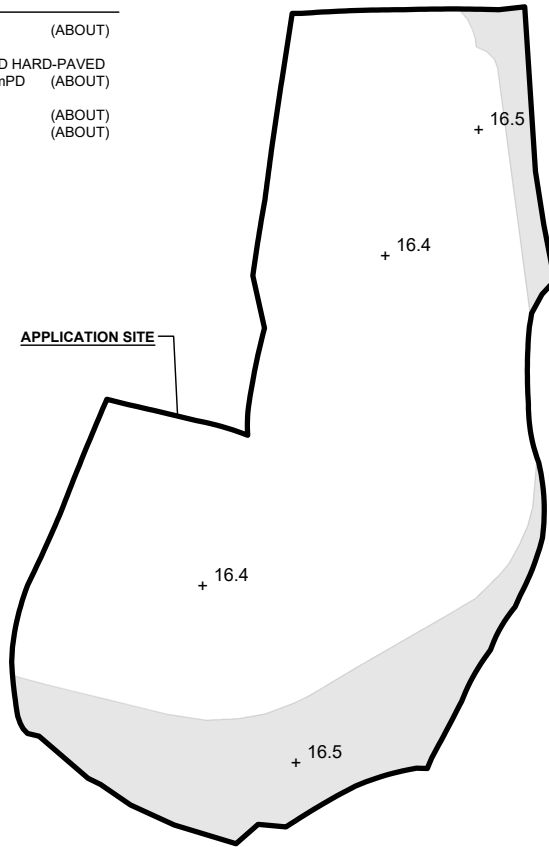 (ABOUT)
D HARD-PAVED
mPD (ABOUT)
(ABOUT)
(ABOUT)
+ 16.5
+ 16.4
APPLICATION SITE
+ 16.4
+ 16.5